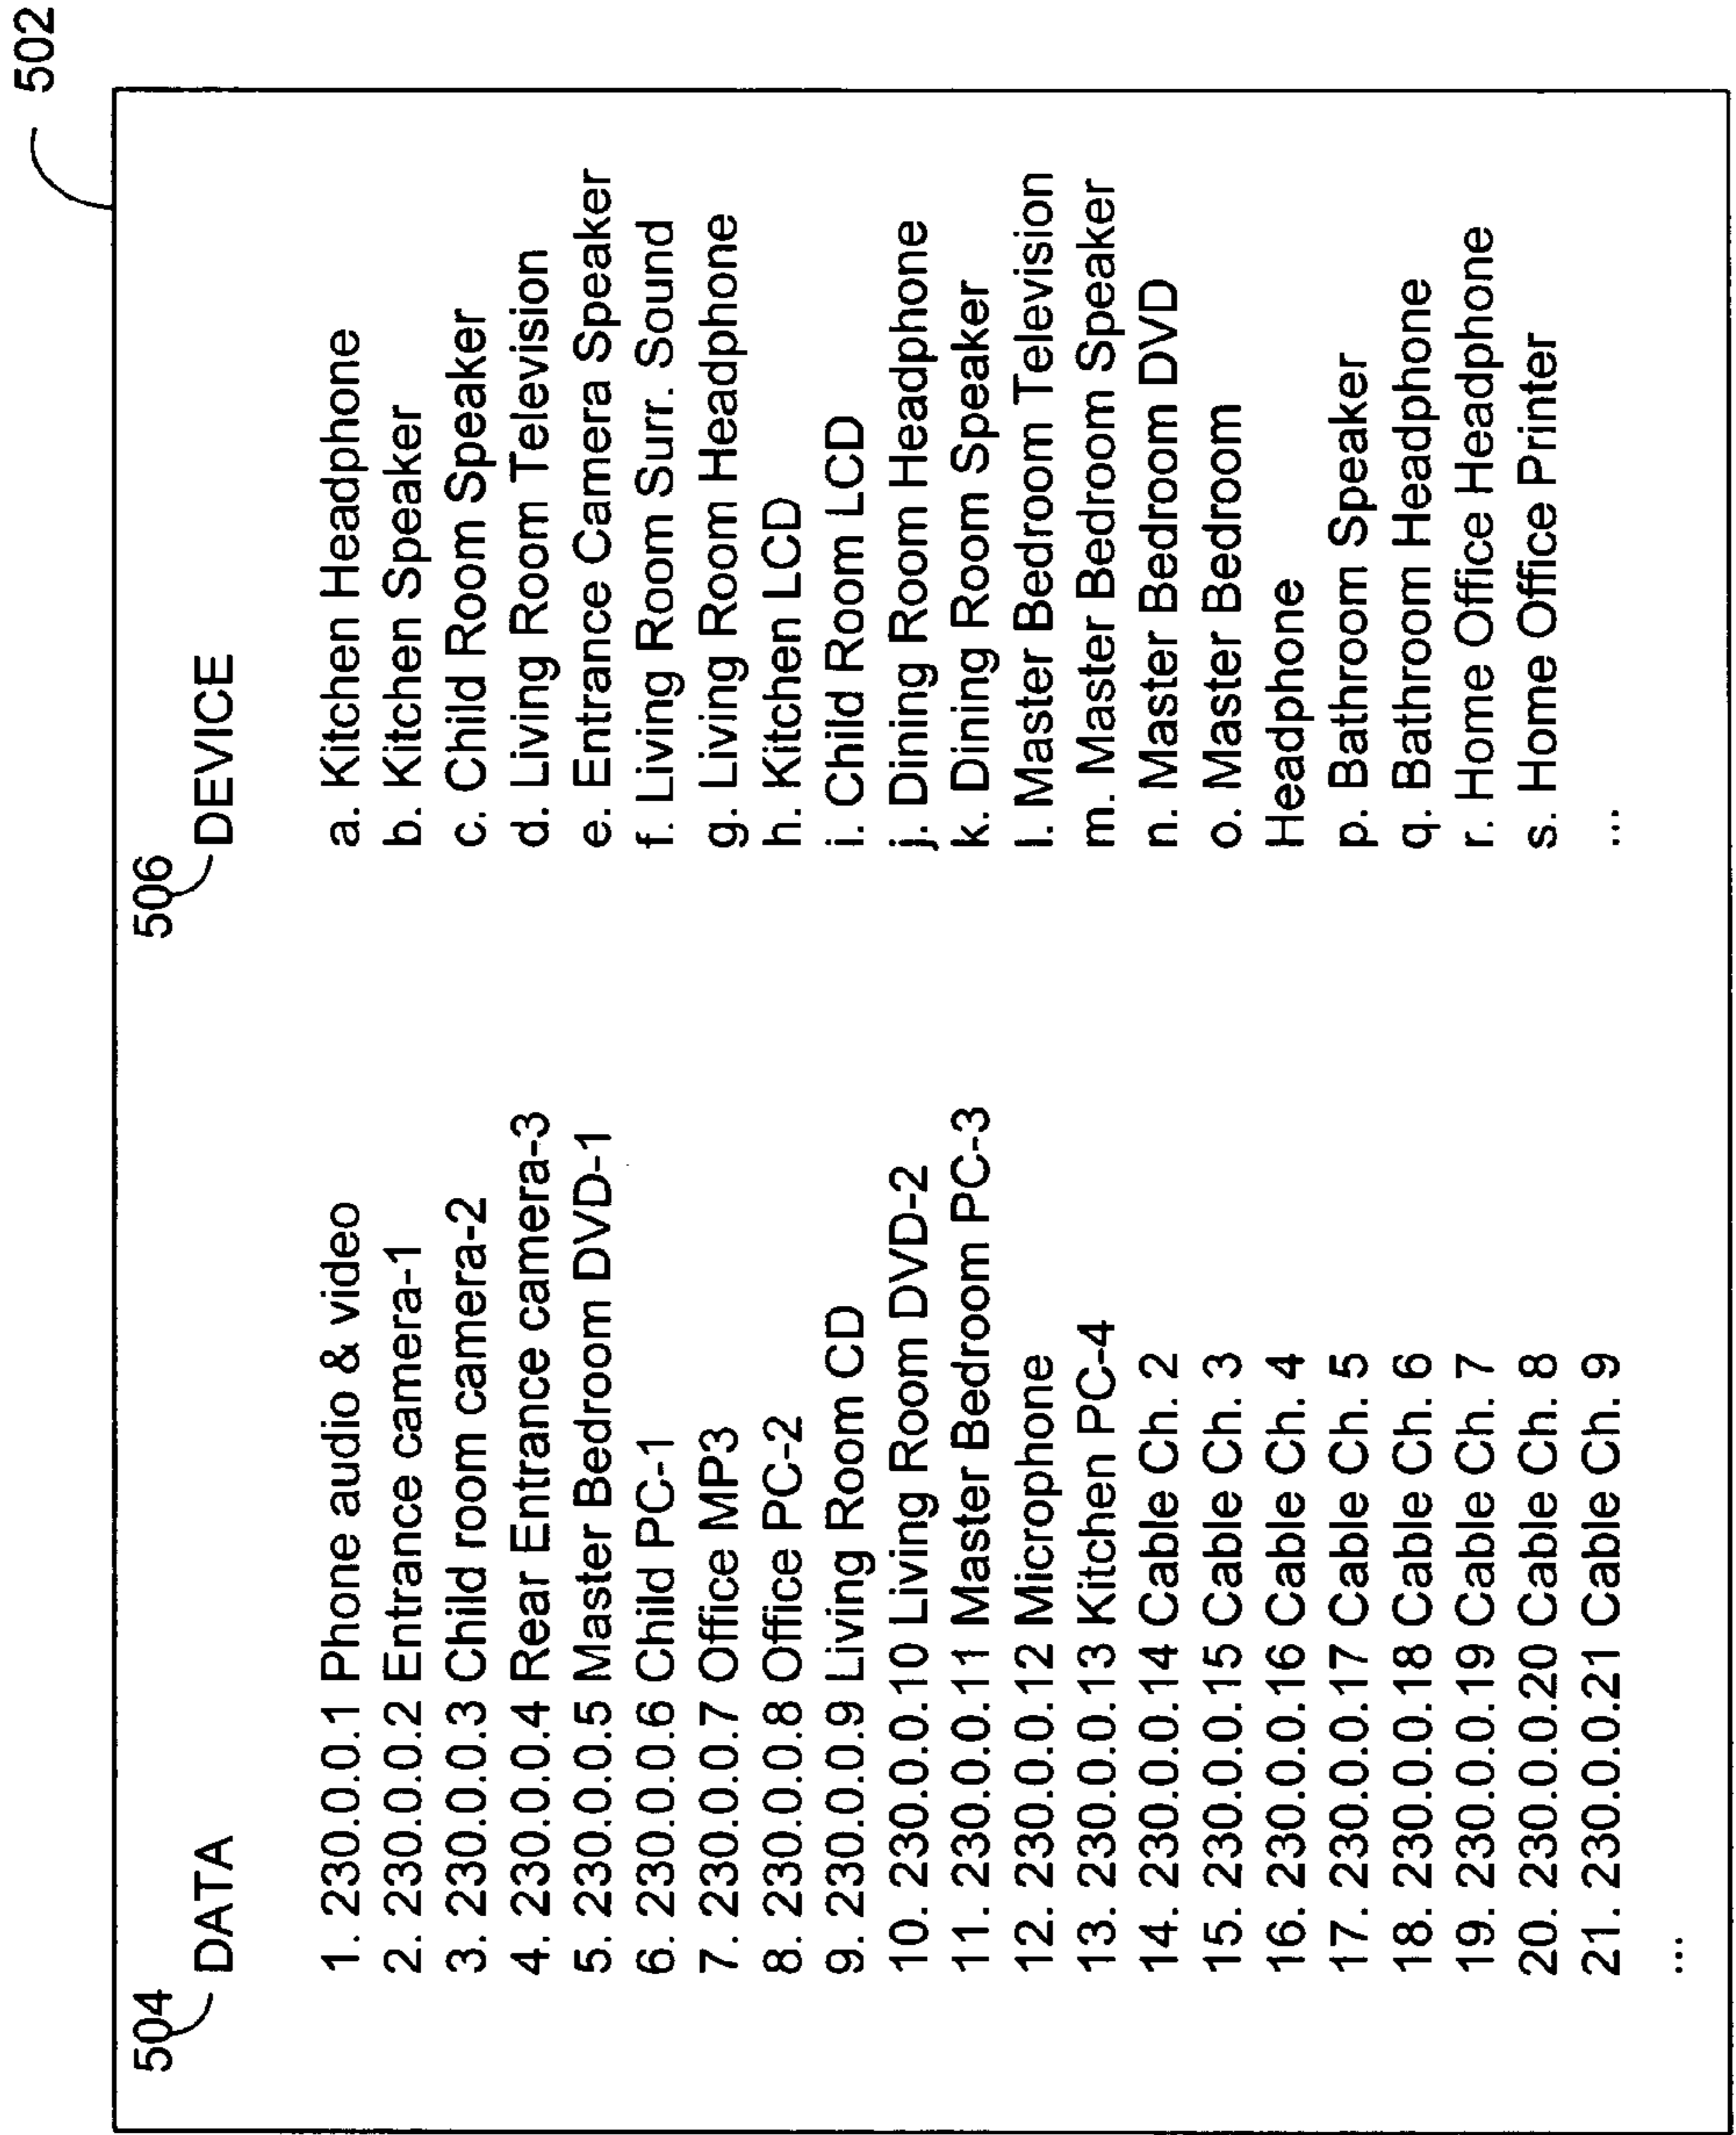 502
504
DATA
1. 230.0.0.1 Phone audio & video
2. 230.0.0.2 Entrance camera-1
3. 230.0.0.3 Child room camera-2
4. 230.0.0.4 Rear Entrance camera-3
5. 230.0.0.5 Master Bedroom DVD-1
6. 230.0.0.6 Child PC-1
7. 230.0.0.7 Office MP3
8. 230.0.0.8 Office PC-2
9. 230.0.0.9 Living Room CD
10. 230.0.0.10 Living Room DVD-2
11. 230.0.0.11 Master Bedroom PC-3
12. 230.0.0.12 Microphone
13. 230.0.0.13 Kitchen PC-4
14. 230.0.0.14 Cable Ch. 2
15. 230.0.0.15 Cable Ch. 3
16. 230.0.0.16 Cable Ch. 4
17. 230.0.0.17 Cable Ch. 5
18. 230.0.0.18 Cable Ch. 6
19. 230.0.0.19 Cable Ch. 7
20. 230.0.0.20 Cable Ch. 8
21. 230.0.0.21 Cable Ch. 9
...
506
DEVICE
a. Kitchen Headphone
b. Kitchen Speaker
c. Child Room Speaker
d. Living Room Television
e. Entrance Camera Speaker
f. Living Room Surr. Sound
g. Living Room Headphone
h. Kitchen LCD
i. Child Room LCD
j. Dining Room Headphone
k. Dining Room Speaker
l. Master Bedroom Television
m. Master Bedroom Speaker
n. Master Bedroom DVD
o. Master Bedroom
Headphone
p. Bathroom Speaker
q. Bathroom Headphone
r. Home Office Headphone
s. Home Office Printer
...